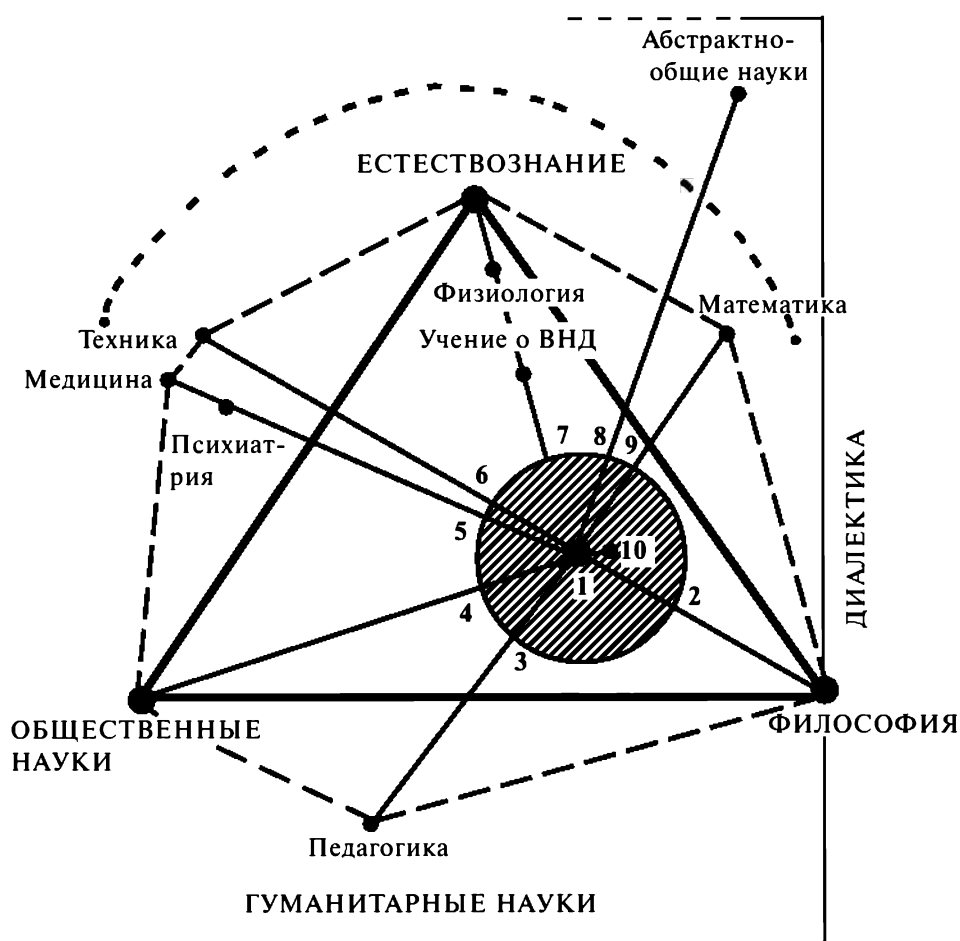 Абстрактно-
общие науки
ЕСТЕСТВОЗНАНИЕ
Физиология
Математика
Техника
Учение о ВНД
Медицина
Психиат-
рия
7
8
9
6
5
10
1
2
4
3
ДИАЛЕКТИКА
ОБЩЕСТВЕННЫЕ
НАУКИ
ФИЛОСОФИЯ
Педагогика
ГУМАНИТАРНЫЕ НАУКИ